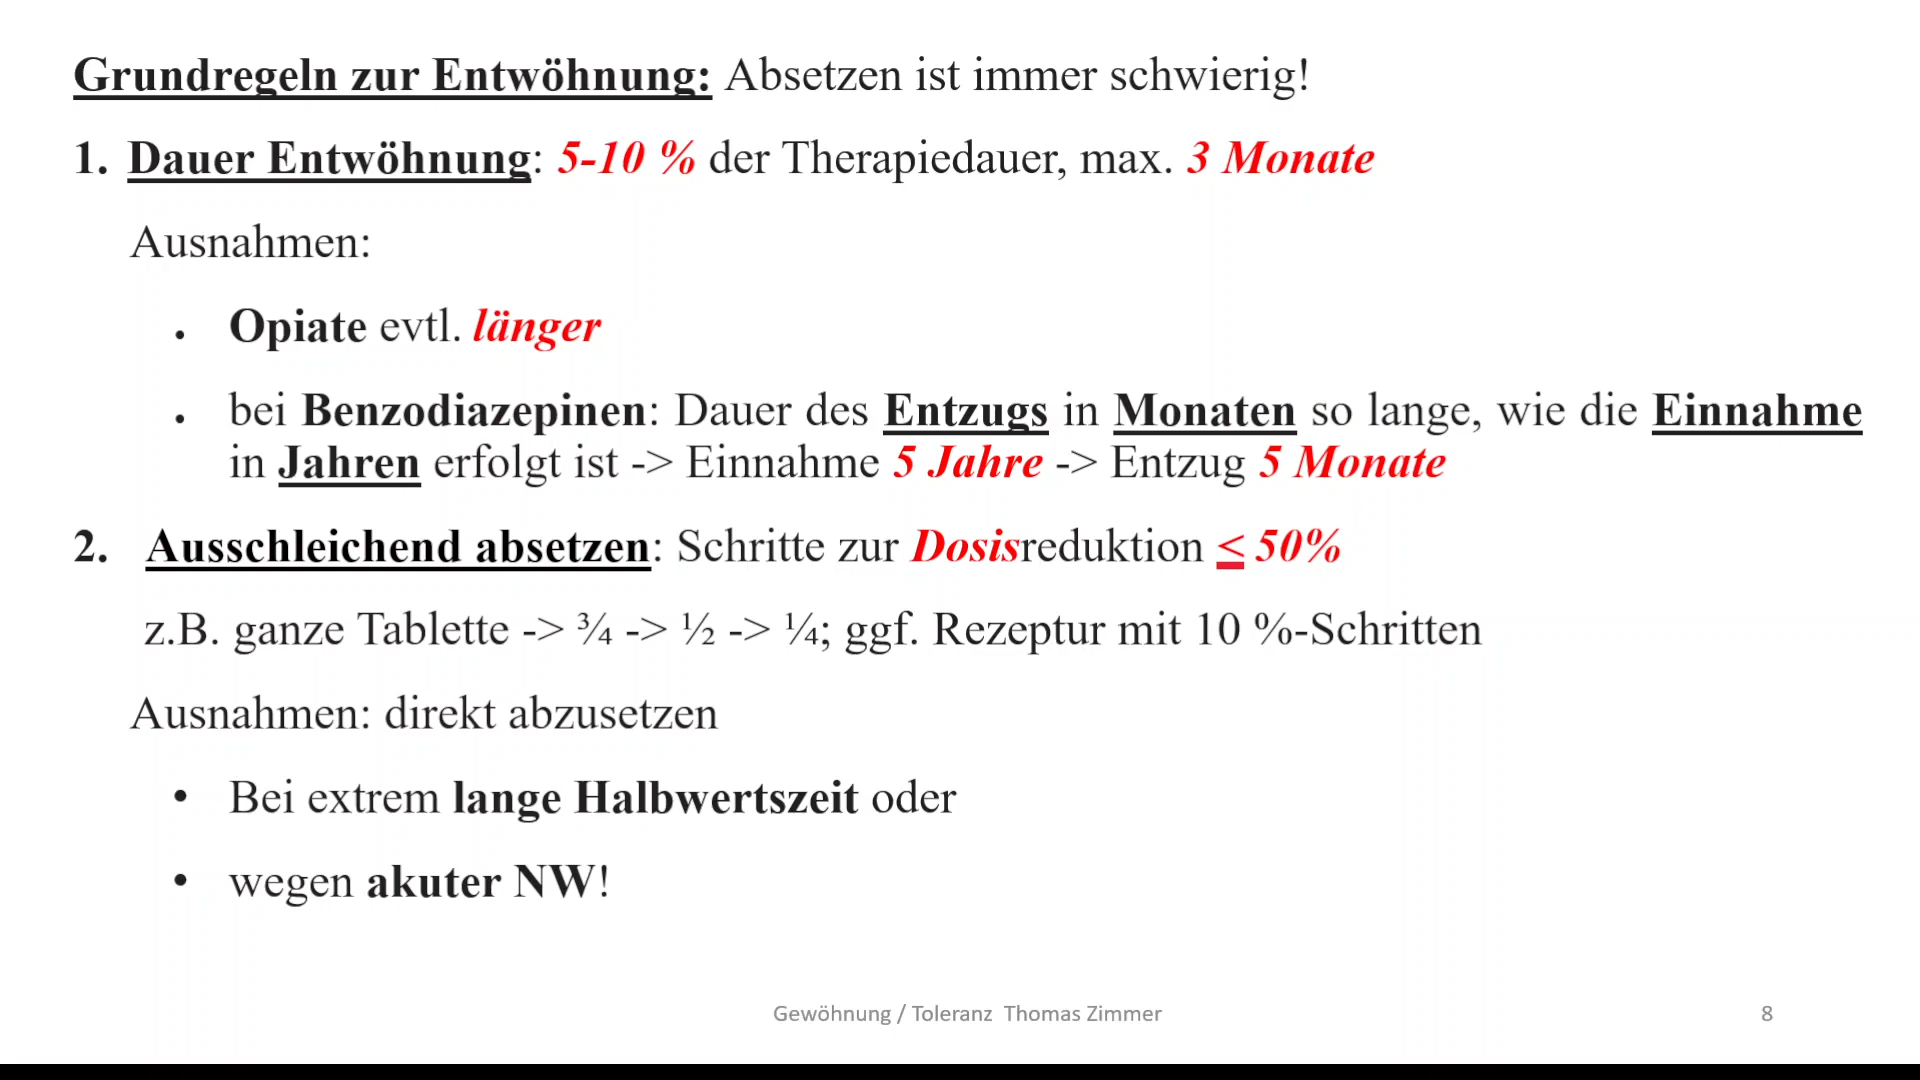 Grundregeln zur Entwöhnung: Absetzen ist immer schwierig!
1. Dauer Entwöhnung: 5-10 % der Therapiedauer, max. 3 Monate
Ausnahmen:
• Opiate evtl. länger
• bei Benzodiazepinen: Dauer des Entzugs in Monaten so lange, wie die Einnahme
in Jahren erfolgt ist -> Einnahme 5 Jahre -> Entzug 5 Monate
2. Ausschleichend absetzen: Schritte zur Dosisreduktion ≤ 50%
z.B. ganze Tablette -> ¾ -> ½ -> ¼; ggf. Rezeptur mit 10 %-Schritten
Ausnahmen: direkt abzusetzen
• Bei extrem lange Halbwertszeit oder
• wegen akuter NW!
Gewöhnung / Toleranz Thomas Zimmer
8